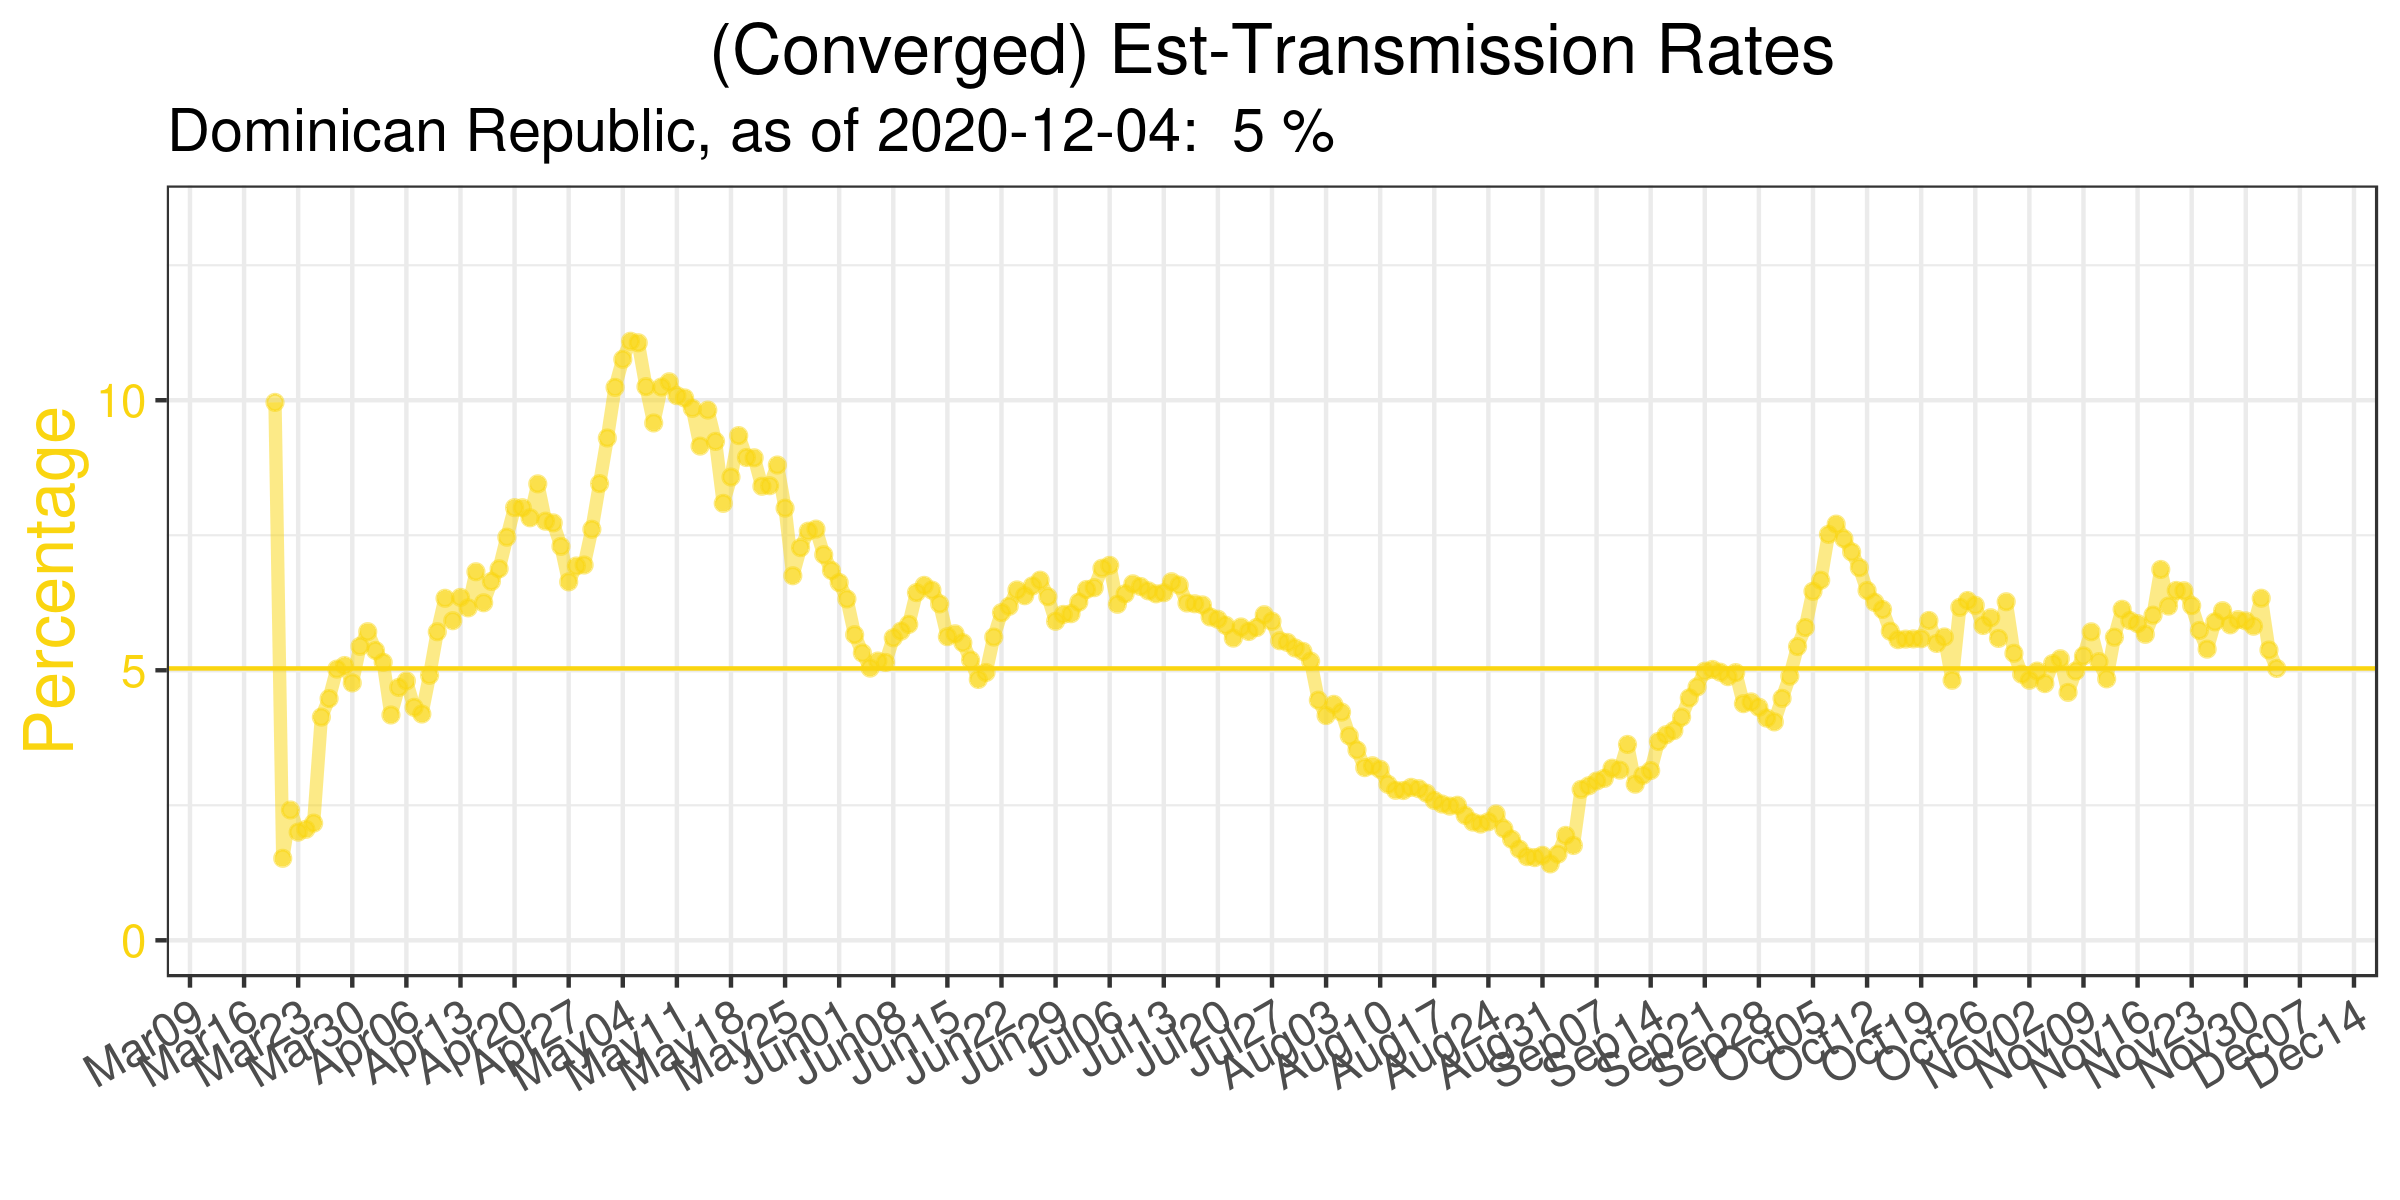 (Converged) Est-Transmission Rates
Dominican Republic, as of 2020-12-04:  5 %
Percentage
10
5
0
Mar09
Mar16
Mar23
Mar30
Apr06
Apr13
Apr20
Apr27
May04
May11
May18
May25
Jun01
Jun08
Jun15
Jun22
Jun29
Jul06
Jul13
Jul20
Jul27
Aug03
Aug10
Aug17
Aug24
Aug31
Sep07
Sep14
Sep21
Sep28
Oct05
Oct12
Oct19
Oct26
Nov02
Nov09
Nov16
Nov23
Nov30
Dec07
Dec14